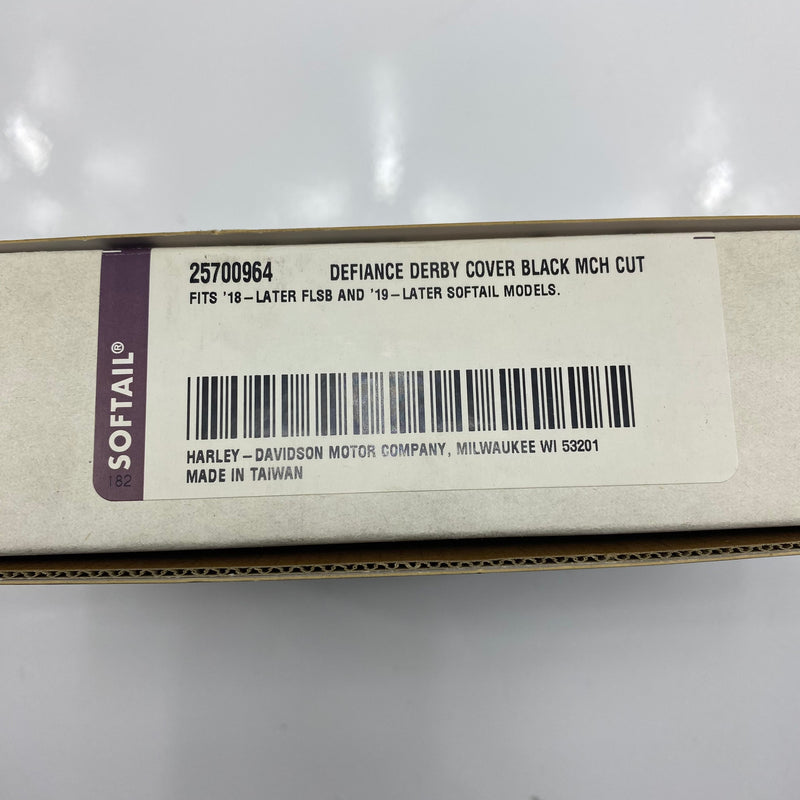 25700964 DEFIANCE DERBY COVER BLACK MCH CUT
FITS '18-LATER FLSB AND '19-LATER SOFTAIL MODELS.
HARLEY-DAVIDSON MOTOR COMPANY, MILWAUKEE WI 53201
MADE IN TAIWAN
SOFTAIL®
182